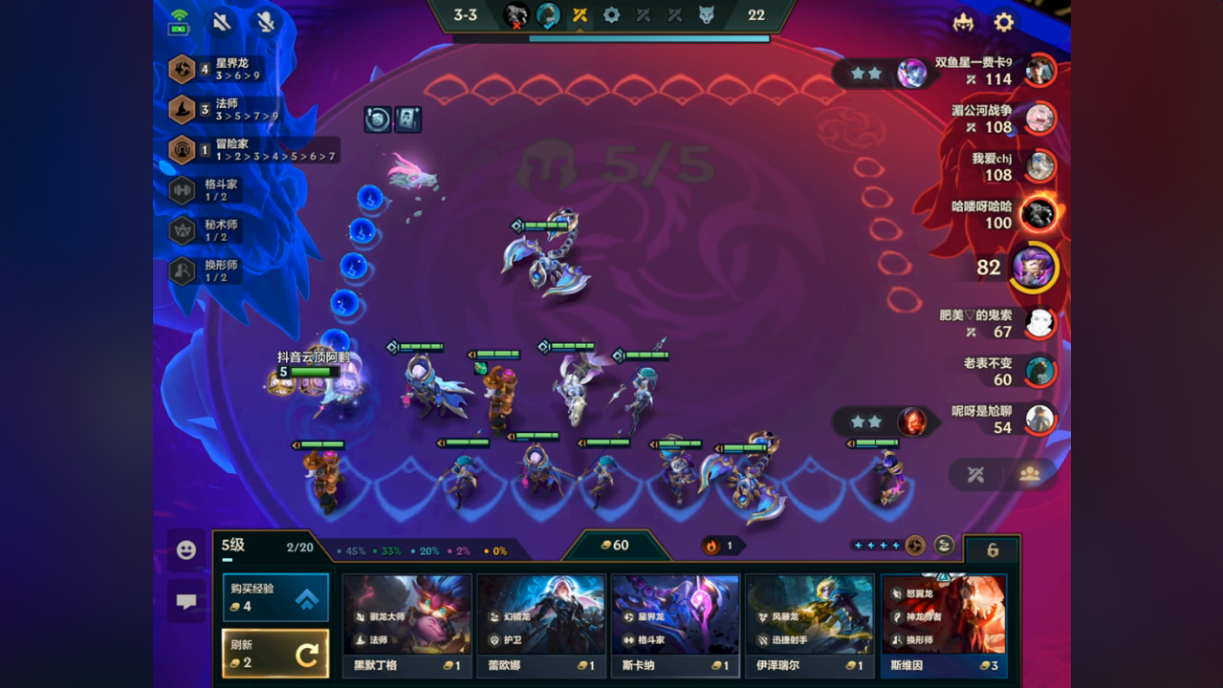 3-3
22
4 星界龙
3 > 6 > 9
3 法师
3 > 5 > 7 > 9
1 冒险家
1 > 2 > 3 > 4 > 5 > 6 > 7
格斗家
1 / 2
秘术师
1 / 2
换形师
1 / 2
5/5
双鱼星一费卡9
114
湄公河战争
108
我爱chj
108
哈喽呀哈哈
100
82
肥美♡的鬼索
67
老表不变
60
呢呀是尬聊
54
抖音云顶阿鹏
5
5级
2/20
45% 33% 20% 2% 0%
60
1
购买经验
4
刷新
2
驯龙大师
法师
黑默丁格 1
幻镜龙
护卫
蕾欧娜 1
星界龙
格斗家
斯卡纳 1
风暴龙
迅捷射手
伊泽瑞尔 1
怒翼龙
神龙尊者
换形师
斯维因 3